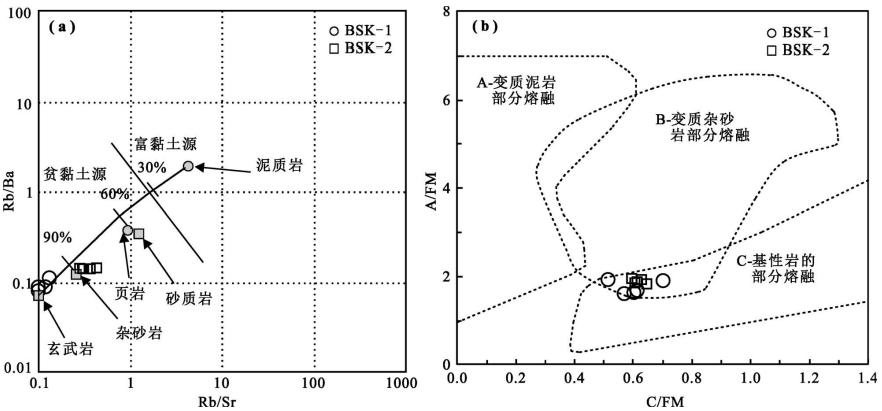 (a)
BSK-1
BSK-2
100
10
1
0.1
0.01
Rb/Ba
富黏土源
贫黏土源
30%
60%
90%
泥质岩
页岩
砂质岩
杂砂岩
玄武岩
0.1
1
10
100
1000
Rb/Sr
(b)
BSK-1
BSK-2
8
6
4
2
0
A/FM
A-变质泥岩
部分熔融
B-变质杂砂
岩部分熔融
C-基性岩的
部分熔融
0.0
0.2
0.4
0.6
0.8
1.0
1.2
1.4
C/FM